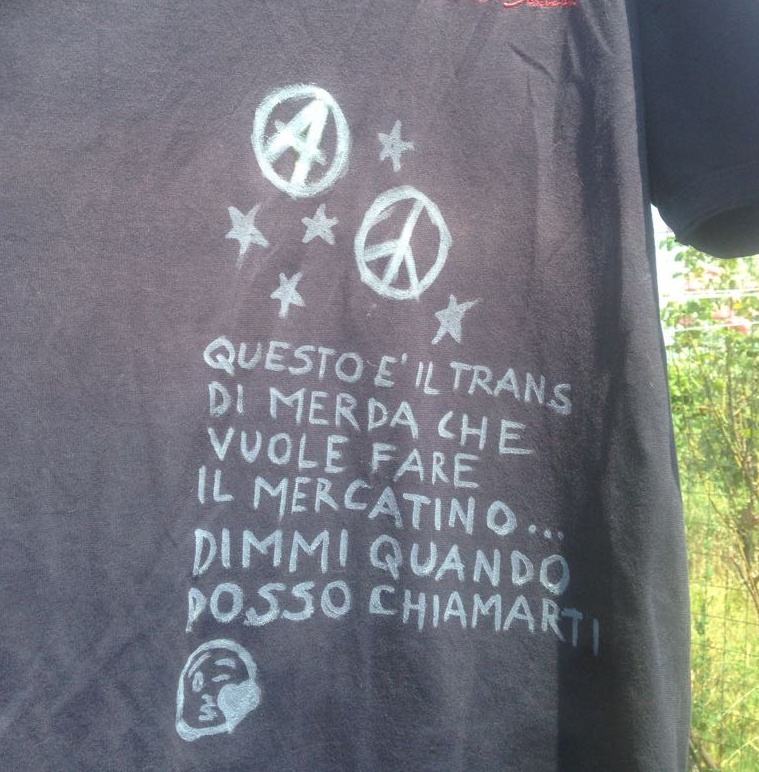 QUESTO E' IL TRANS
DI MERDA CHE
VUOLE FARE
IL MERCATINO...
DIMMI QUANDO
POSSO CHIAMARTI